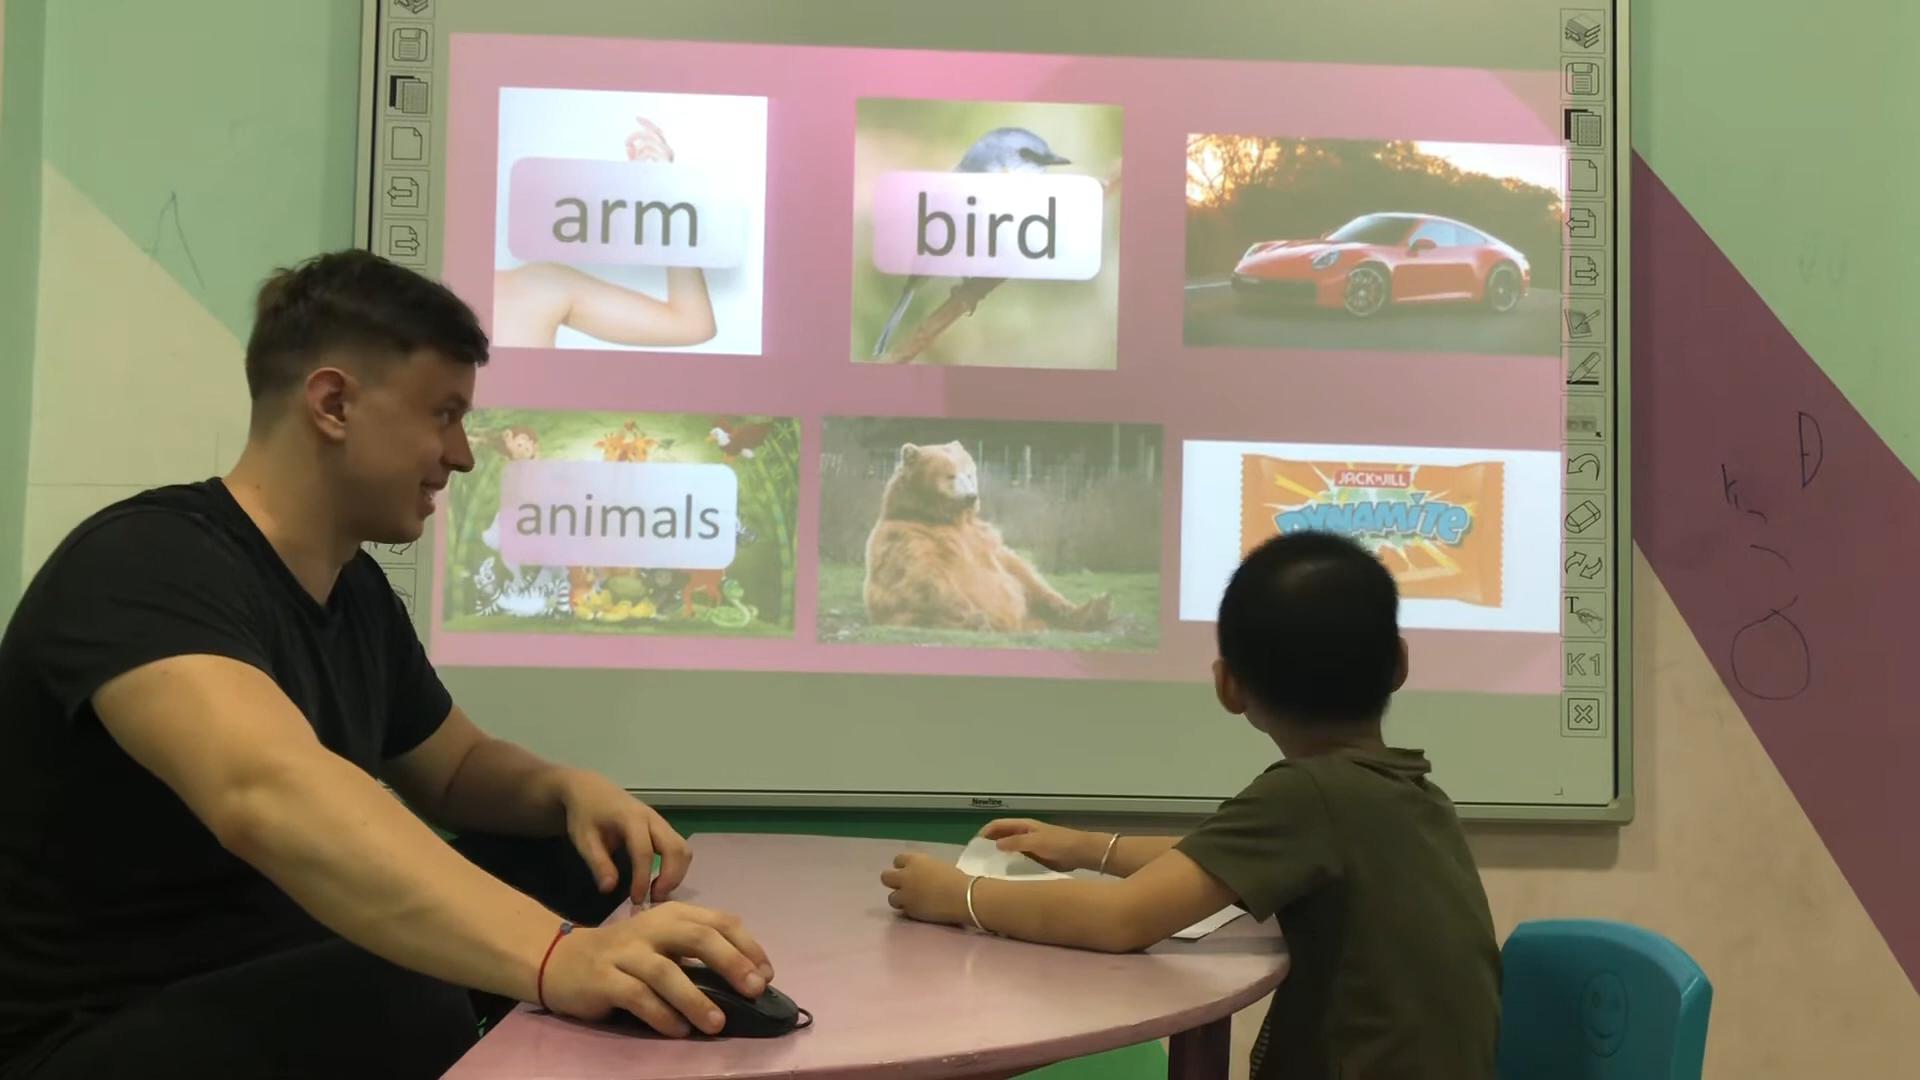 arm
bird
animals
JACK 'N JILL
DYNAMiTe
T
K1
Newline
A
D